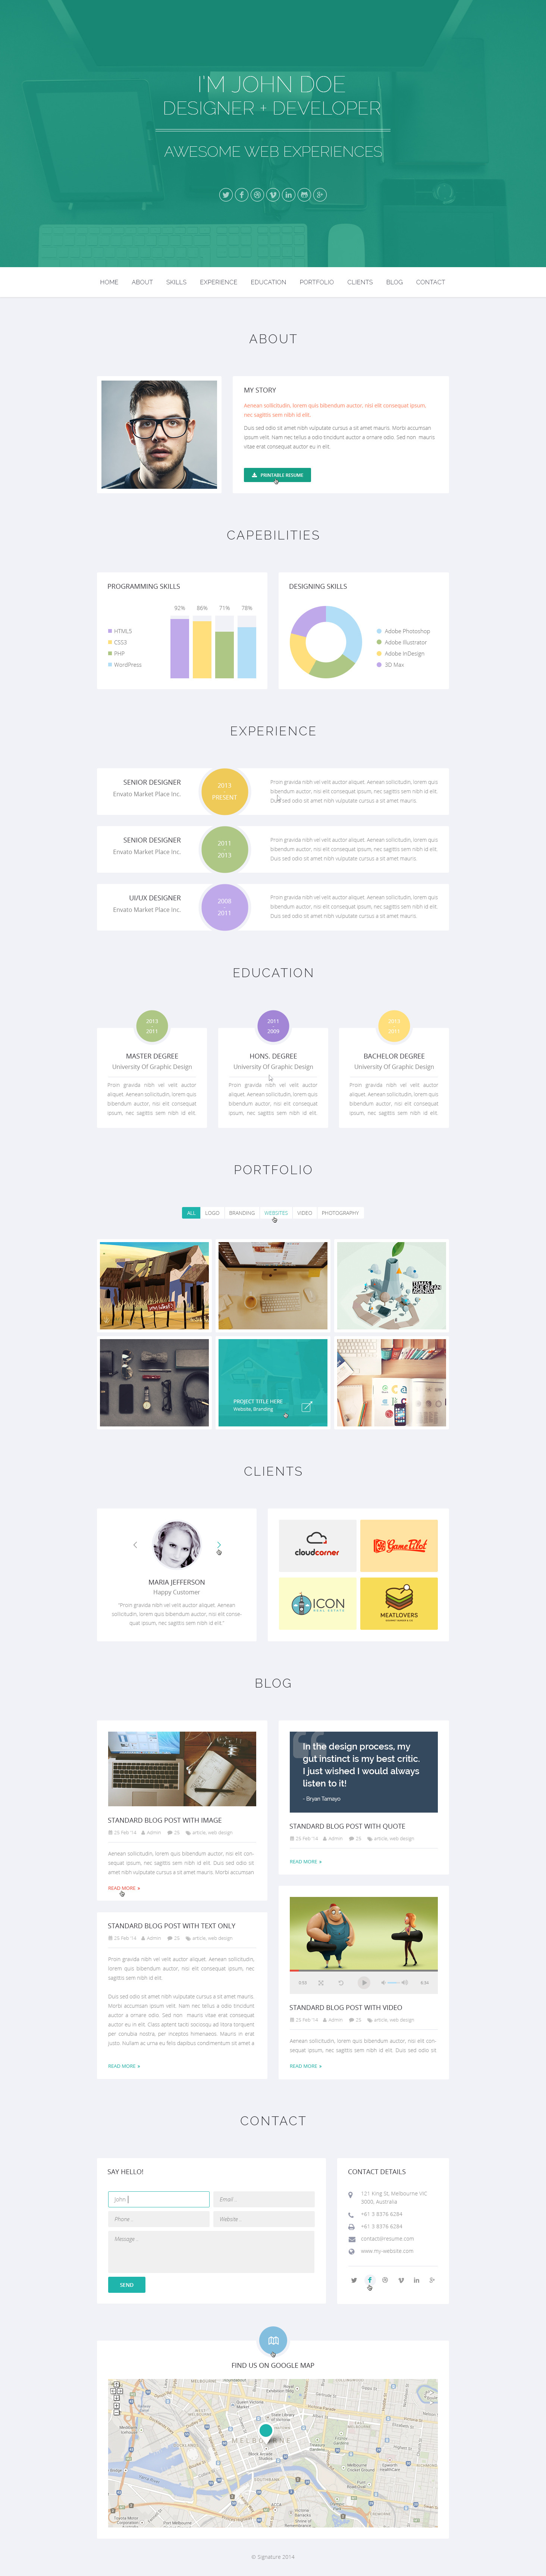 I'M JOHN DOE
DESIGNER + DEVELOPER
AWESOME WEB EXPERIENCES
HOME ABOUT SKILLS EXPERIENCE EDUCATION PORTFOLIO CLIENTS BLOG CONTACT
ABOUT
MY STORY
Aenean sollicitudin, lorem quis bibendum auctor, nisi elit consequat ipsum,
nec sagittis sem nibh id elit.
Duis sed odio sit amet nibh vulputate cursus a sit amet mauris. Morbi accumsan
ipsum velit. Nam nec tellus a odio tincidunt auctor a ornare odio. Sed non mauris
vitae erat consequat auctor eu in elit.
PRINTABLE RESUME
CAPEBILITIES
PROGRAMMING SKILLS
92% 86% 71% 78%
HTML5
CSS3
PHP
WordPress
DESIGNING SKILLS
Adobe Photoshop
Adobe Illustrator
Adobe InDesign
3D Max
EXPERIENCE
SENIOR DESIGNER
Envato Market Place Inc.
2013
PRESENT
Proin gravida nibh vel velit auctor aliquet. Aenean sollicitudin, lorem quis
bibendum auctor, nisi elit consequat ipsum, nec sagittis sem nibh id elit.
Duis sed odio sit amet nibh vulputate cursus a sit amet mauris
SENIOR DESIGNER
Envato Market Place Inc.
2011
2013
Proin gravida nibh vel velit auctor aliquet. Aenean sollicitudin, lorem quis
bibendum auctor, nisi elit consequat ipsum, nec sagittis sem nibh id elit.
Duis sed odio sit amet nibh vulputate cursus a sit amet mauris
UI/UX DESIGNER
Envato Market Place Inc.
2008
2011
Proin gravida nibh vel velit auctor aliquet. Aenean sollicitudin, lorem quis
bibendum auctor, nisi elit consequat ipsum, nec sagittis sem nibh id elit.
Duis sed odio sit amet nibh vulputate cursus a sit amet mauris
EDUCATION
2013
2011
MASTER DEGREE
University Of Graphic Design
Proin gravida nibh vel velit auctor
aliquet. Aenean sollicitudin, lorem quis
bibendum auctor, nisi elit consequat
ipsum, nec sagittis sem nibh id elit.
2011
2009
HONS. DEGREE
University Of Graphic Design
Proin gravida nibh vel velit auctor
aliquet. Aenean sollicitudin, lorem quis
bibendum auctor, nisi elit consequat
ipsum, nec sagittis sem nibh id elit.
BACHELOR DEGREE
University Of Graphic Design
Proin gravida nibh vel velit auctor
aliquet. Aenean sollicitudin, lorem quis
bibendum auctor, nisi elit consequat
ipsum, nec sagittis sem nibh id elit.
PORTFOLIO
ALL LOGO BRANDING WEBSITES VIDEO PHOTOGRAPHY
PROJECT TITLE HERE
Website, Branding
CLIENTS
MARIA JEFFERSON
Happy Customer
"Proin gravida nibh vel velit auctor aliquet. Aenean
sollicitudin, lorem quis bibendum auctor, nisi elit conse-
quat ipsum, nec sagittis sem nibh id elit."
cloudcorner
GamePilot
ICON
REAL ESTATE
MEATLOVERS
BLOG
STANDARD BLOG POST WITH IMAGE
25 Feb '14 Admin 25 article, web design
Aenean sollicitudin, lorem quis bibendum auctor, nisi elit con-
sequat ipsum, nec sagittis sem nibh id elit. Duis sed odio sit
amet nibh vulputate cursus a sit amet mauris. Morbi accumsan
READ MORE »
STANDARD BLOG POST WITH TEXT ONLY
25 Feb '14 Admin 25 article, web design
Proin gravida nibh vel velit auctor aliquet. Aenean sollicitudin,
lorem quis bibendum auctor, nisi elit consequat ipsum, nec
sagittis sem nibh id elit.
Duis sed odio sit amet nibh vulputate cursus a sit amet mauris.
Morbi accumsan ipsum velit. Nam nec tellus a odio tincidunt
auctor a ornare odio. Sed non mauris vitae erat consequat
auctor eu in elit. Class aptent taciti sociosqu ad litora torquent
per conubia nostra, per inceptos himenaeos. Mauris in erat
justo. Nullam ac urna eu felis dapibus condimentum sit amet a
READ MORE »
In the design process, my
gut instinct is my best critic.
I just wished I would always
listen to it!
- Bryan Tamayo
STANDARD BLOG POST WITH QUOTE
25 Feb '14 Admin 25 article, web design
READ MORE »
STANDARD BLOG POST WITH VIDEO
25 Feb '14 Admin 25 article, web design
Aenean sollicitudin, lorem quis bibendum auctor, nisi elit con-
sequat ipsum, nec sagittis sem nibh id elit. Duis sed odio sit
READ MORE »
CONTACT
SAY HELLO!
John
Email :
Phone :
Website :
Message :
SEND
CONTACT DETAILS
121 King St, Melbourne VIC
3000, Australia
+61 3 8376 6284
+61 3 8376 6284
contact@resume.com
www.my-website.com
FIND US ON GOOGLE MAP
MELBOURNE
© Signature 2014